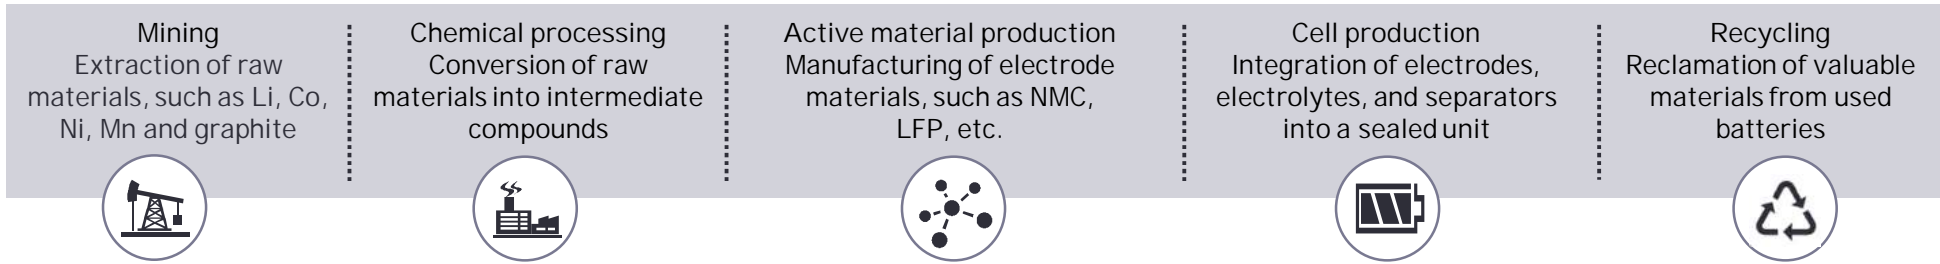 Mining
Extraction of raw
materials, such as Li, Co,
Ni, Mn and graphite
Chemical processing
Conversion of raw
materials into intermediate
compounds
Active material production
Manufacturing of electrode
materials, such as NMC,
LFP, etc.
Cell production
Integration of electrodes,
electrolytes, and separators
into a sealed unit
Recycling
Reclamation of valuable
materials from used
batteries